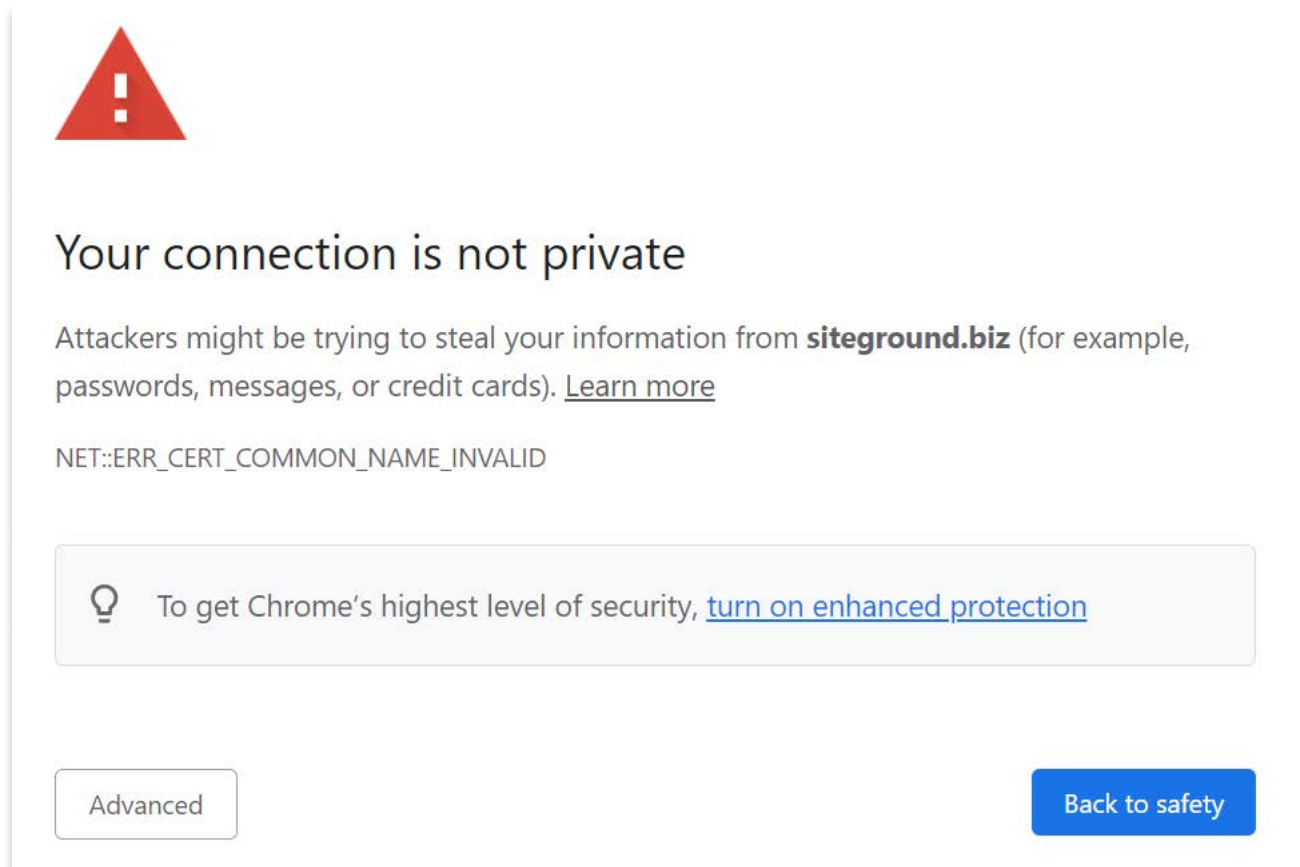 Your connection is not private
Attackers might be trying to steal your information from siteground.biz (for example,
passwords, messages, or credit cards). Learn more
NET::ERR_CERT_COMMON_NAME_INVALID
To get Chrome's highest level of security, turn on enhanced protection
Advanced
Back to safety